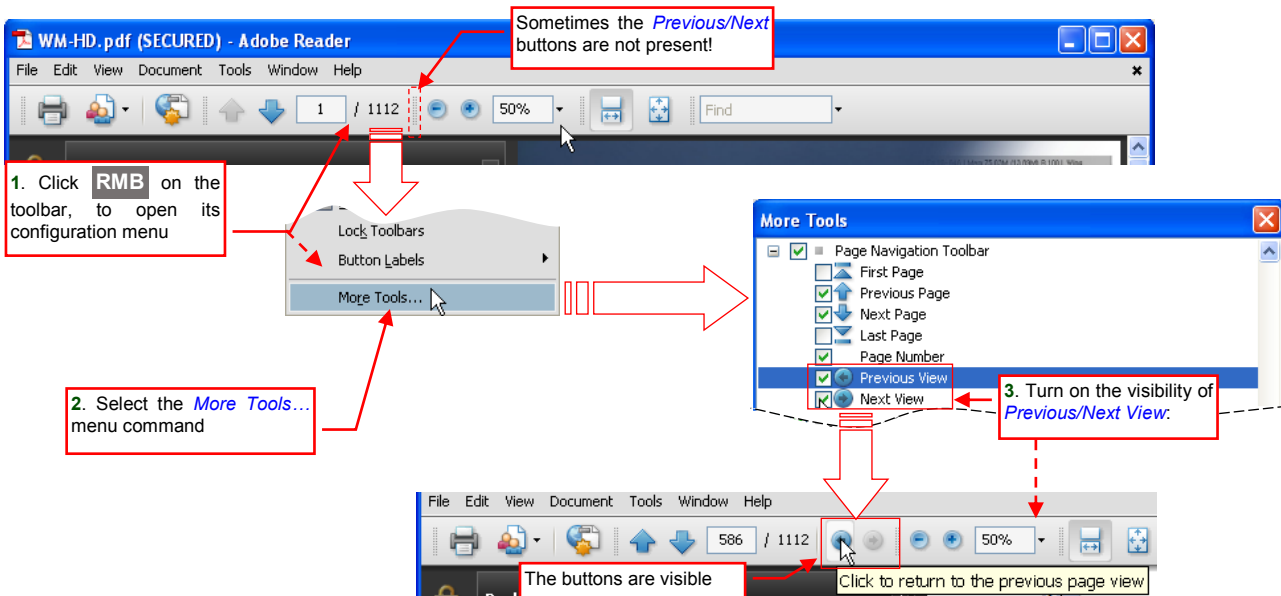 Sometimes the Previous/Next
buttons are not present!
WM-HD.pdf (SECURED) - Adobe Reader
File Edit View Document Tools Window Help
1 / 1112 50% Find
1. Click RMB on the
toolbar, to open its
configuration menu
Lock Toolbars
Button Labels
More Tools...
2. Select the More Tools…
menu command
More Tools
Page Navigation Toolbar
First Page
Previous Page
Next Page
Last Page
Page Number
Previous View
Next View
3. Turn on the visibility of
Previous/Next View:
File Edit View Document Tools Window Help
586 / 1112 50%
The buttons are visible
Click to return to the previous page view